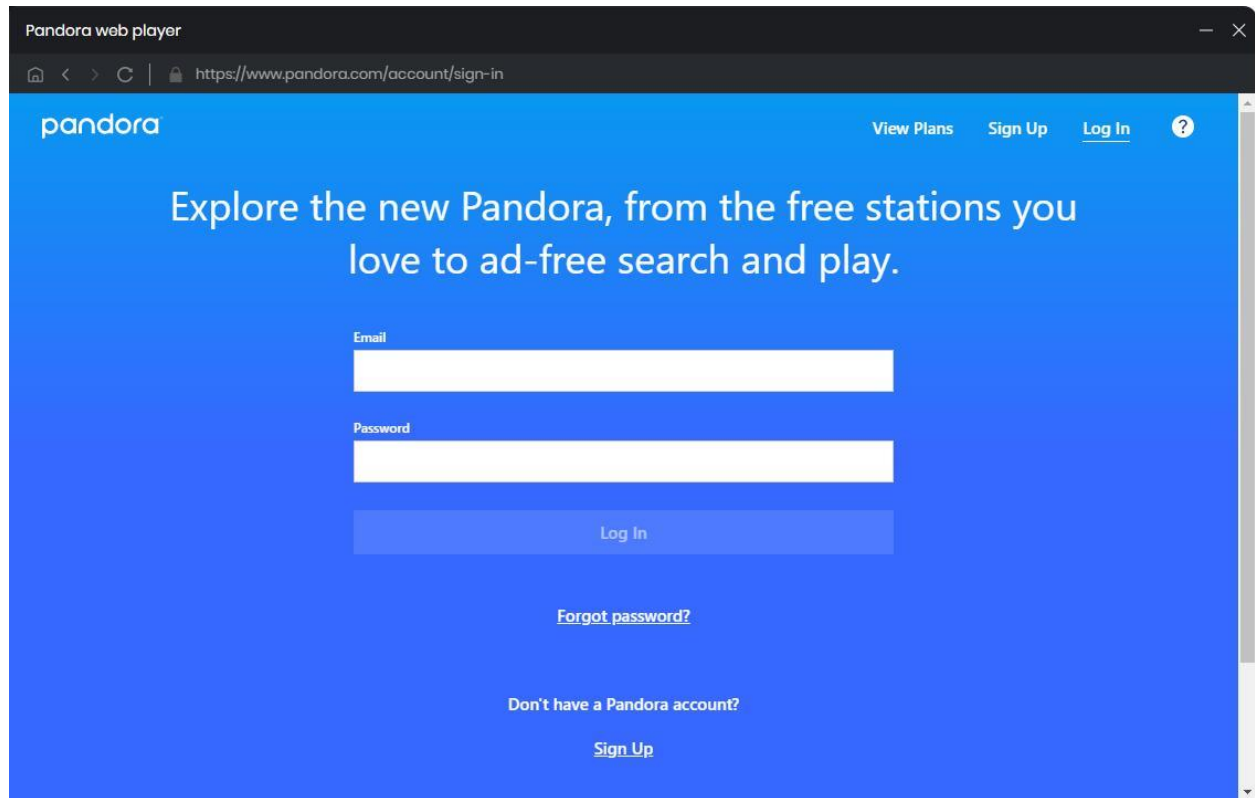 Pandora web player
https://www.pandora.com/account/sign-in
pandora
View Plans Sign Up Log In ?
Explore the new Pandora, from the free stations you
love to ad-free search and play.
Email
Password
Log In
Forgot password?
Don't have a Pandora account?
Sign Up